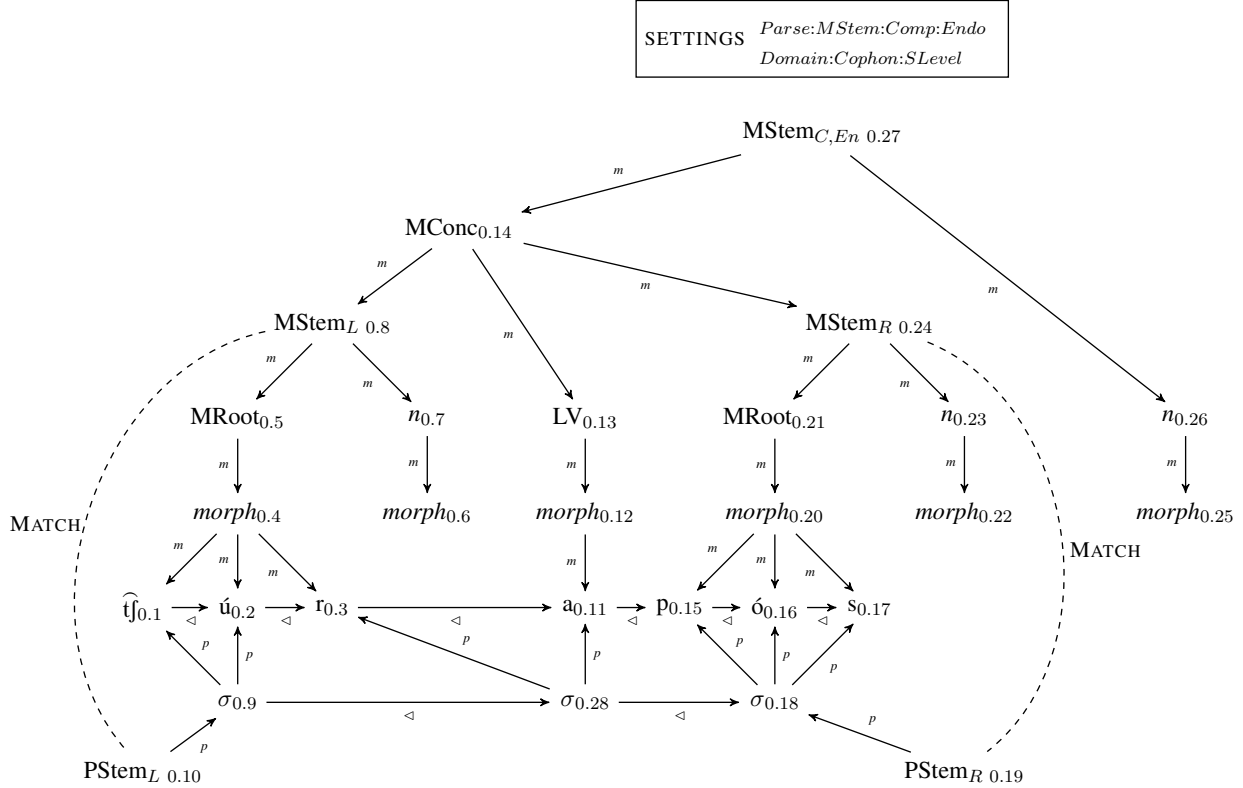 SETTINGS Parse:MStem:Comp:Endo
Domain:Cophon:SLevel
MStem_{C,En 0.27}
m
MConc_{0.14}
m m
m
MStem_{L 0.8} m MStem_{R 0.24}
m m m m
MRoot_{0.5} n_{0.7} LV_{0.13} MRoot_{0.21} n_{0.23} n_{0.26}
m m m m m m
morph_{0.4} morph_{0.6} morph_{0.12} morph_{0.20} morph_{0.22} morph_{0.25}
MATCH MATCH
m m m m m m m
t͡ʃ_{0.1} ú_{0.2} r_{0.3} a_{0.11} p_{0.15} ó_{0.16} s_{0.17}
◁ ◁ ◁ ◁ ◁ ◁
p p p p p p p
σ_{0.9} σ_{0.28} σ_{0.18}
◁ ◁
p p
PStem_{L 0.10} PStem_{R 0.19}